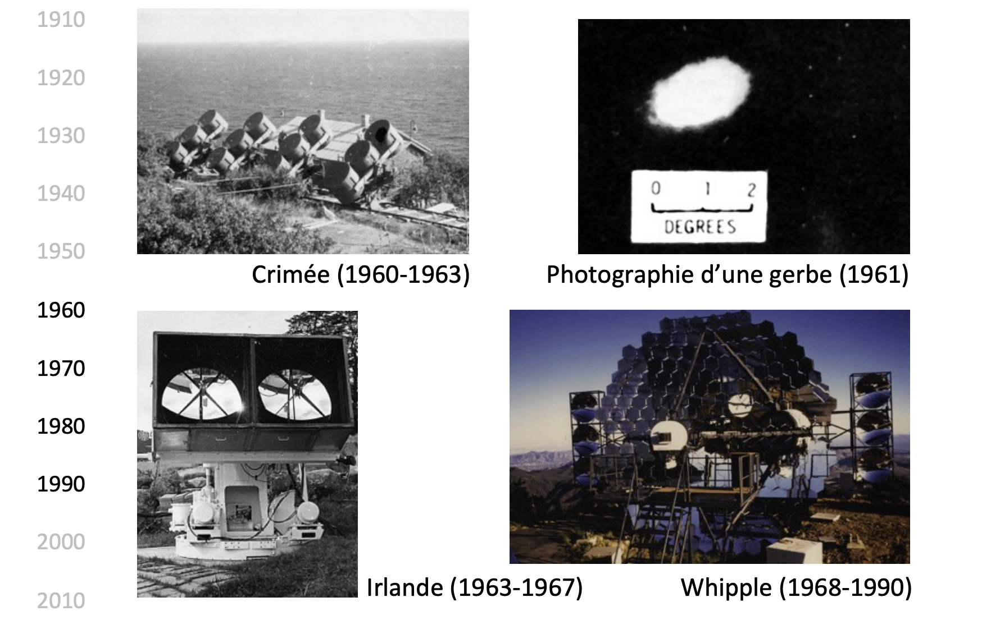 1910
1920
1930
1940
1950
1960
1970
1980
1990
2000
2010
0 1 2
DEGREES
Crimée (1960-1963)
Photographie d’une gerbe (1961)
Irlande (1963-1967)
Whipple (1968-1990)